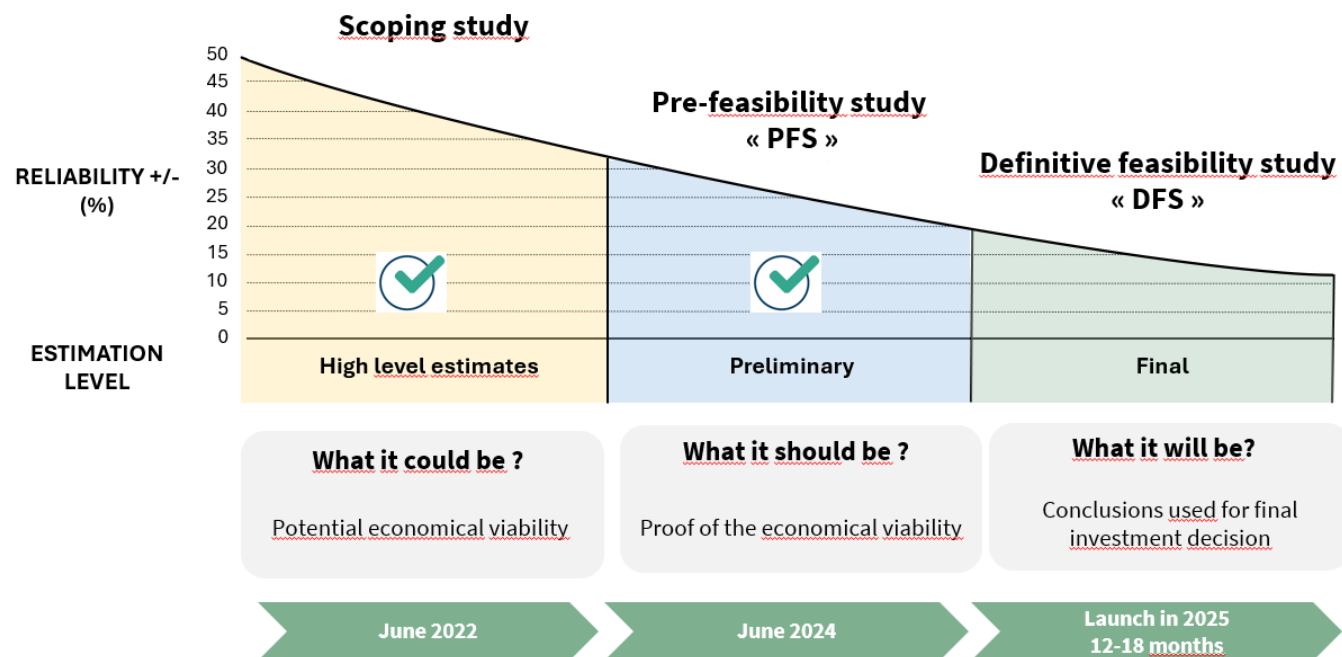 Scoping study
Pre-feasibility study
« PFS »
Definitive feasibility study
« DFS »
RELIABILITY +/-
(%)
50
45
40
35
30
25
20
15
10
5
0
ESTIMATION
LEVEL
High level estimates
Preliminary
Final
What it could be ?
Potential economical viability
What it should be ?
Proof of the economical viability
What it will be?
Conclusions used for final
investment decision
June 2022
June 2024
Launch in 2025
12-18 months